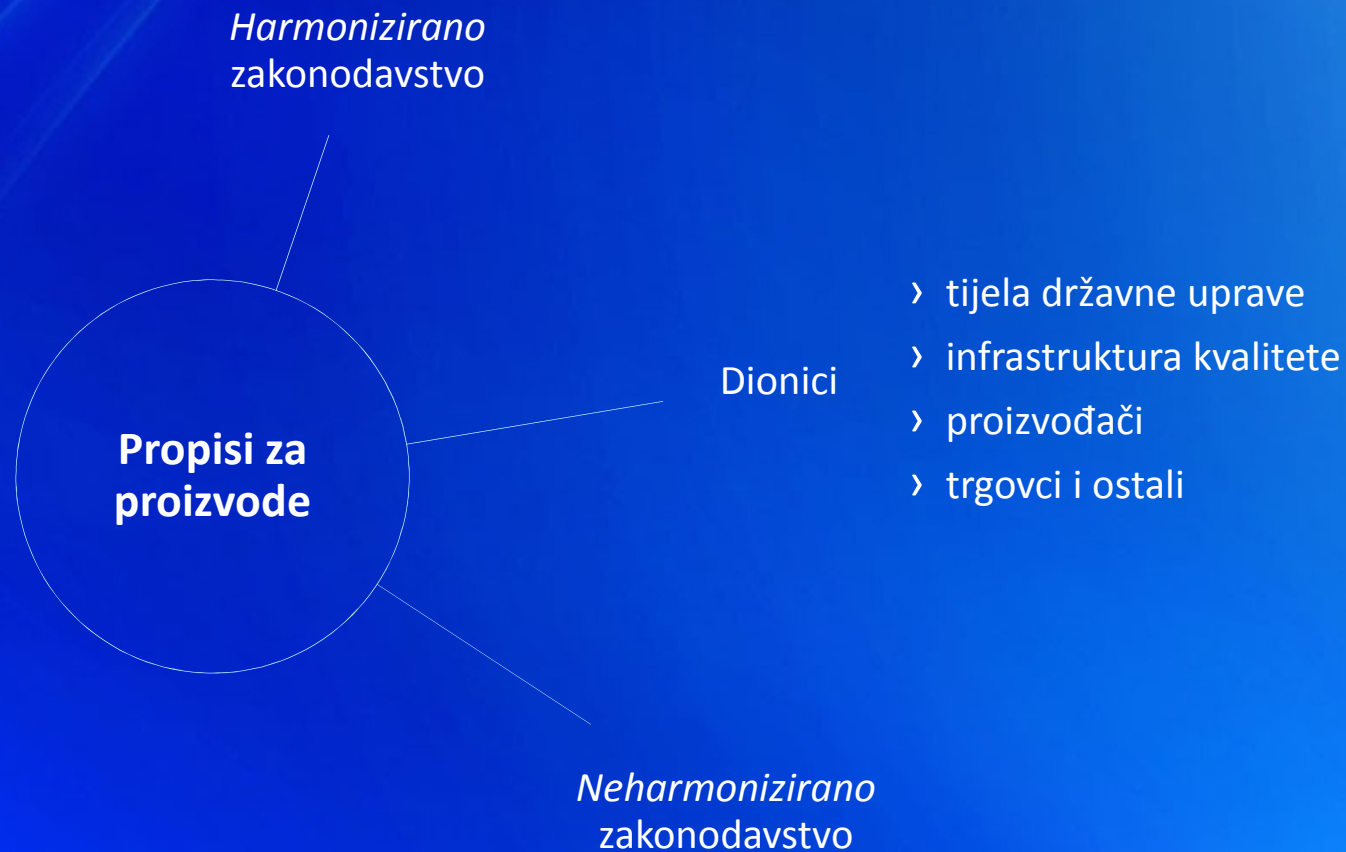 Harmonizirano
zakonodavstvo
Propisi za
proizvode
Dionici
› tijela državne uprave
› infrastruktura kvalitete
› proizvođači
› trgovci i ostali
Neharmonizirano
zakonodavstvo